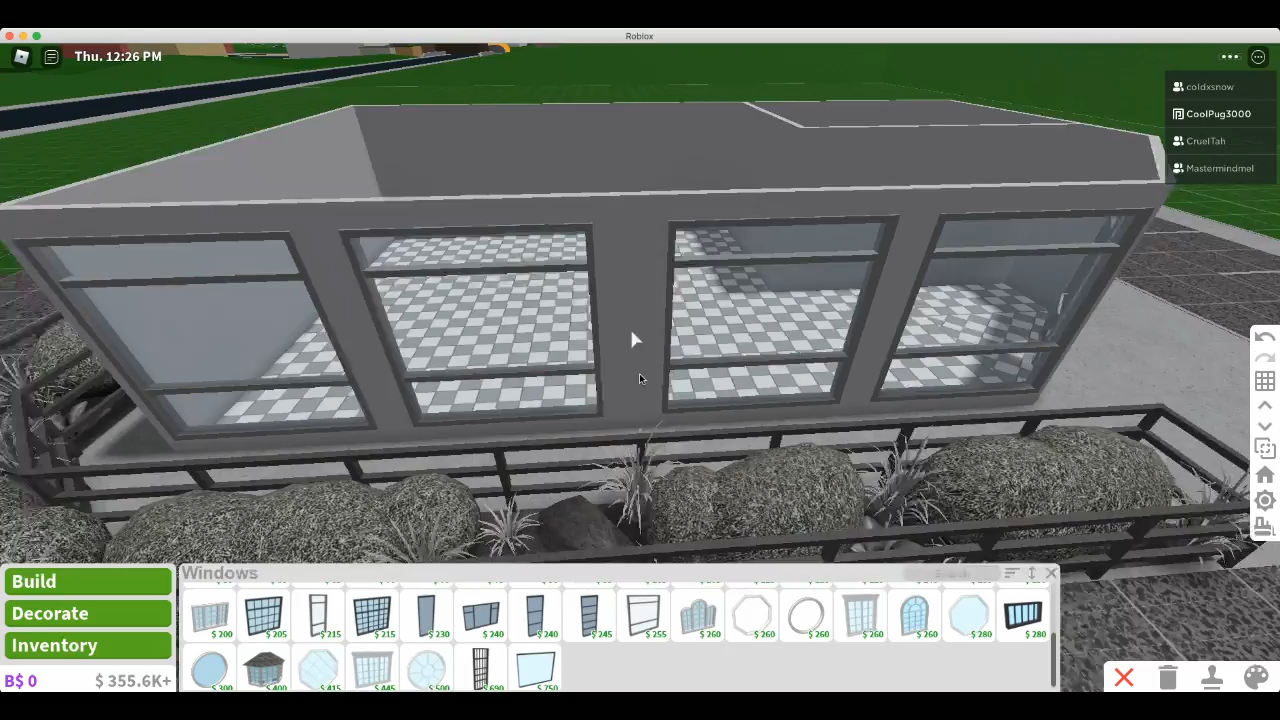 Roblox
Thu. 12:26 PM
coldxsnow
CoolPug3000
CruelTah
Mastermindmel
Build
Decorate
Inventory
B$ 0
$ 355.6K+
Windows
$ 200
$ 205
$ 215
$ 215
$ 230
$ 240
$ 240
$ 245
$ 255
$ 260
$ 260
$ 260
$ 260
$ 260
$ 280
$ 280
$ 300
$ 400
$ 415
$ 445
$ 500
$ 690
$ 750